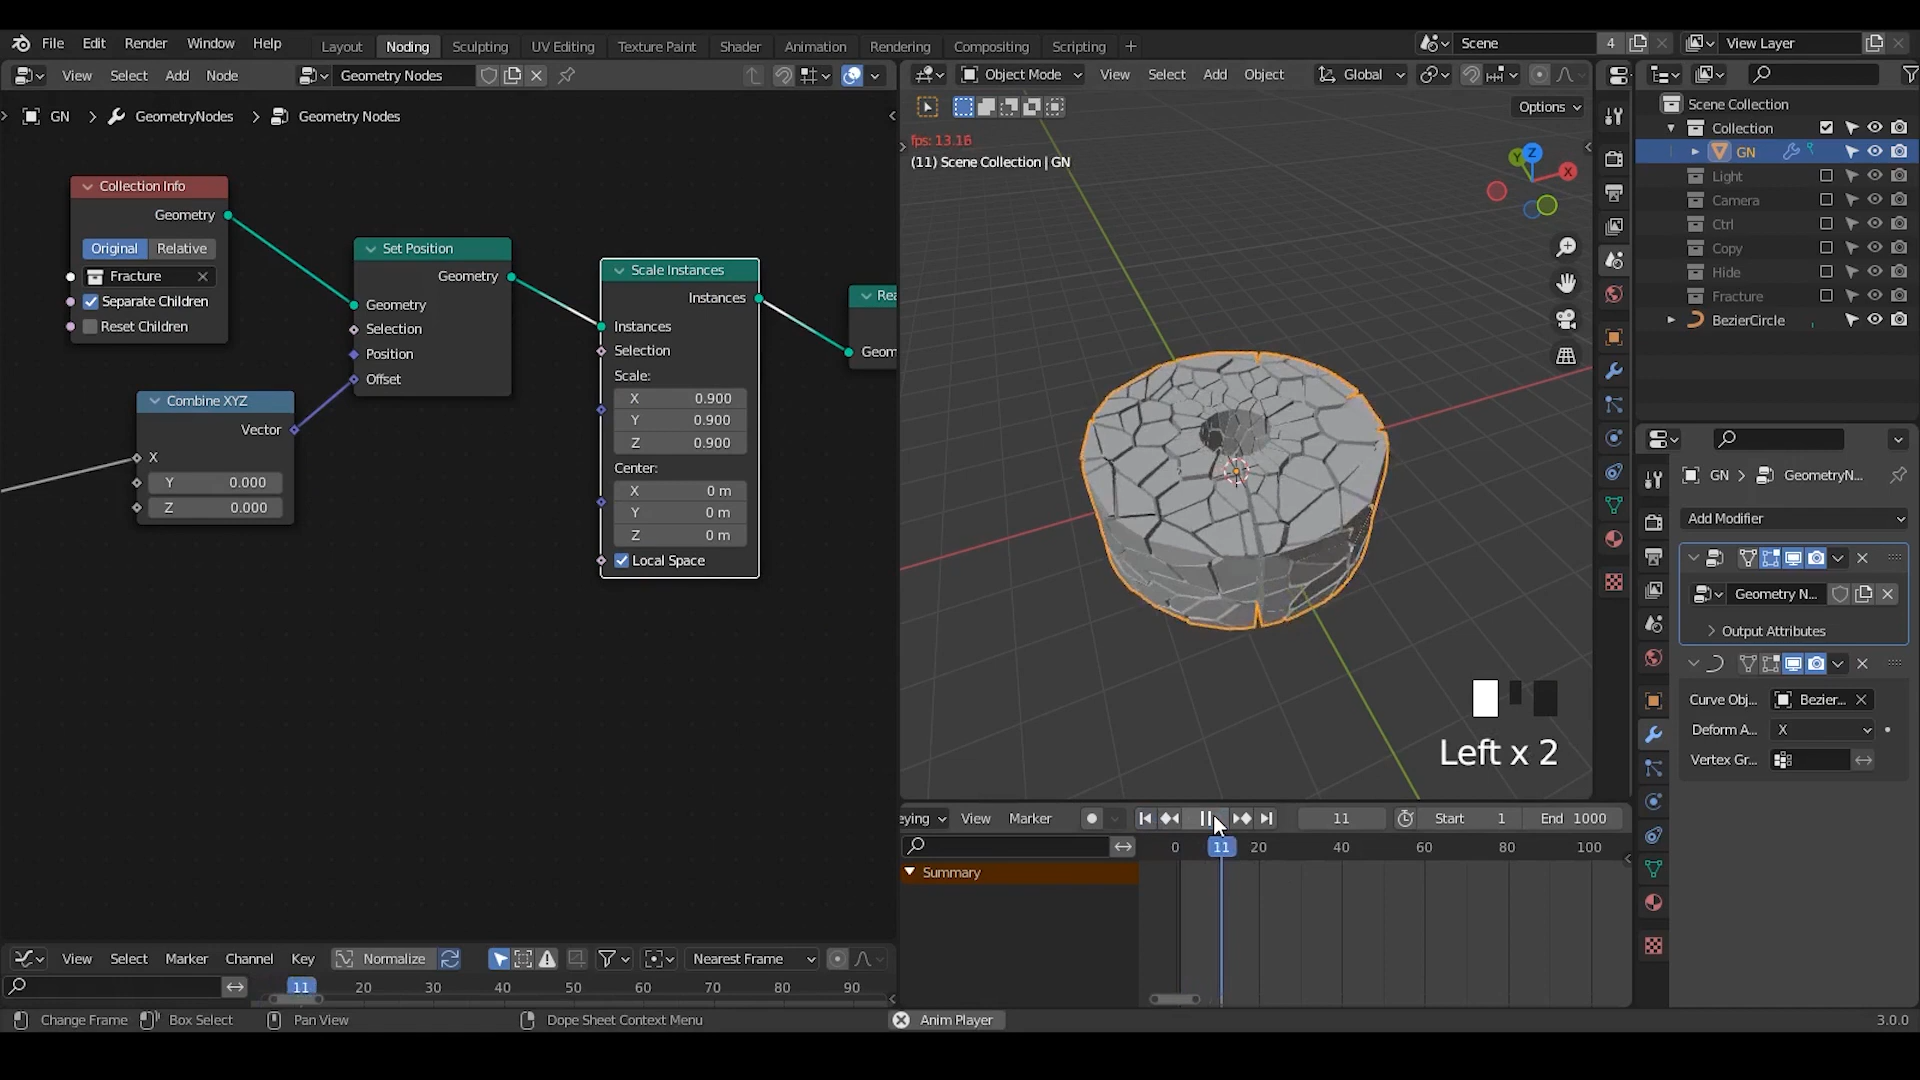 File Edit Render Window Help
Layout Noding Sculpting UV Editing Texture Paint Shader Animation Rendering Compositing Scripting +
Scene 4
View Layer
View Select Add Node
Geometry Nodes
Object Mode View Select Add Object
Global
GN > GeometryNodes > Geometry Nodes
Options
fps: 13.16
(11) Scene Collection | GN
Z
Y
X
Collection Info
Geometry
Original Relative
Fracture
Separate Children
Reset Children
Set Position
Geometry
Geometry
Selection
Position
Offset
Combine XYZ
Vector
X
Y 0.000
Z 0.000
Scale Instances
Instances
Instances
Selection
Scale:
X 0.900
Y 0.900
Z 0.900
Center:
X 0 m
Y 0 m
Z 0 m
Local Space
Rea
Geom
Left x 2
Scene Collection
Collection
GN
Light
Camera
Ctrl
Copy
Hide
Fracture
BezierCircle
GN > GeometryN...
Add Modifier
Geometry N...
Output Attributes
Curve Obj... Bezier...
Deform A... X
Vertex Gr...
eying View Marker
11 Start 1 End 1000
0 11 20 40 60 80 100
Summary
View Select Marker Channel Key Normalize Nearest Frame
11 20 30 40 50 60 70 80 90
Change Frame Box Select Pan View Dope Sheet Context Menu Anim Player 3.0.0